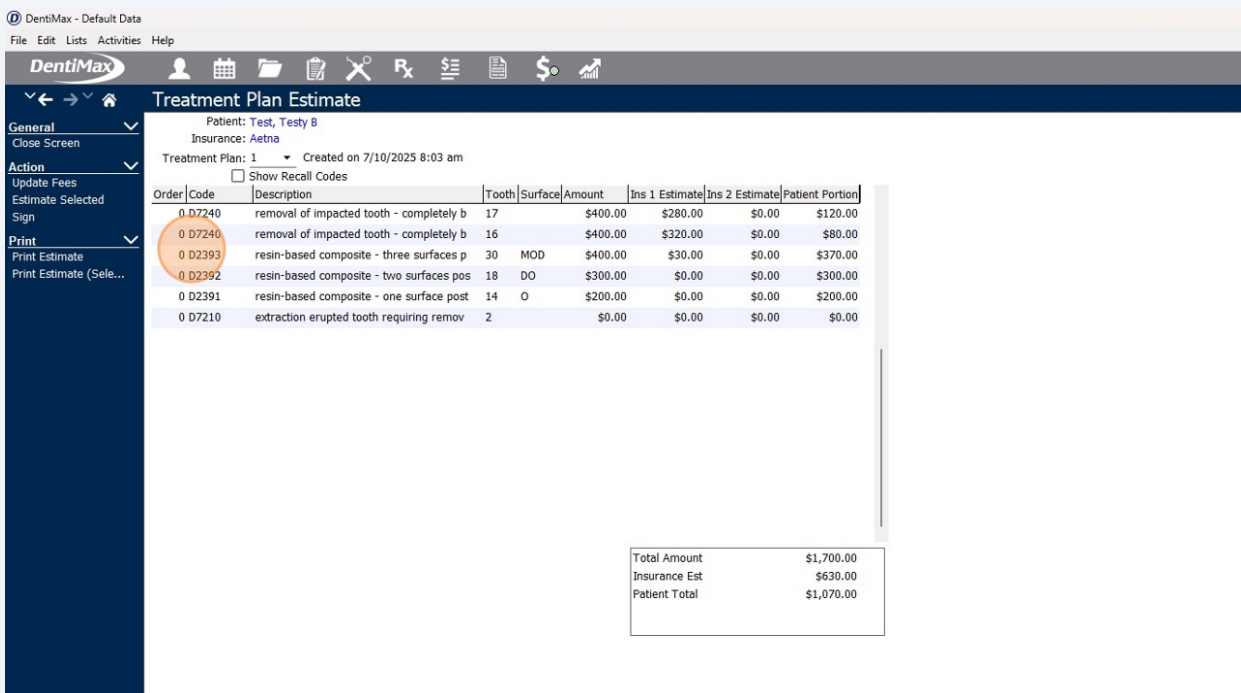 DentiMax - Default Data
File Edit Lists Activities Help
DentiMax
Treatment Plan Estimate
General
Close Screen
Action
Update Fees
Estimate Selected
Sign
Print
Print Estimate
Print Estimate (Sele...
Patient: Test, Testy B
Insurance: Aetna
Treatment Plan: 1 Created on 7/10/2025 8:03 am
Show Recall Codes
Order Code Description Tooth Surface Amount Ins 1 Estimate Ins 2 Estimate Patient Portion
0 D7240 removal of impacted tooth - completely b 17 $400.00 $280.00 $0.00 $120.00
0 D7240 removal of impacted tooth - completely b 16 $400.00 $320.00 $0.00 $80.00
0 D2393 resin-based composite - three surfaces p 30 MOD $400.00 $30.00 $0.00 $370.00
0 D2392 resin-based composite - two surfaces pos 18 DO $300.00 $0.00 $0.00 $300.00
0 D2391 resin-based composite - one surface post 14 O $200.00 $0.00 $0.00 $200.00
0 D7210 extraction erupted tooth requiring remov 2 $0.00 $0.00 $0.00 $0.00
Total Amount $1,700.00
Insurance Est $630.00
Patient Total $1,070.00